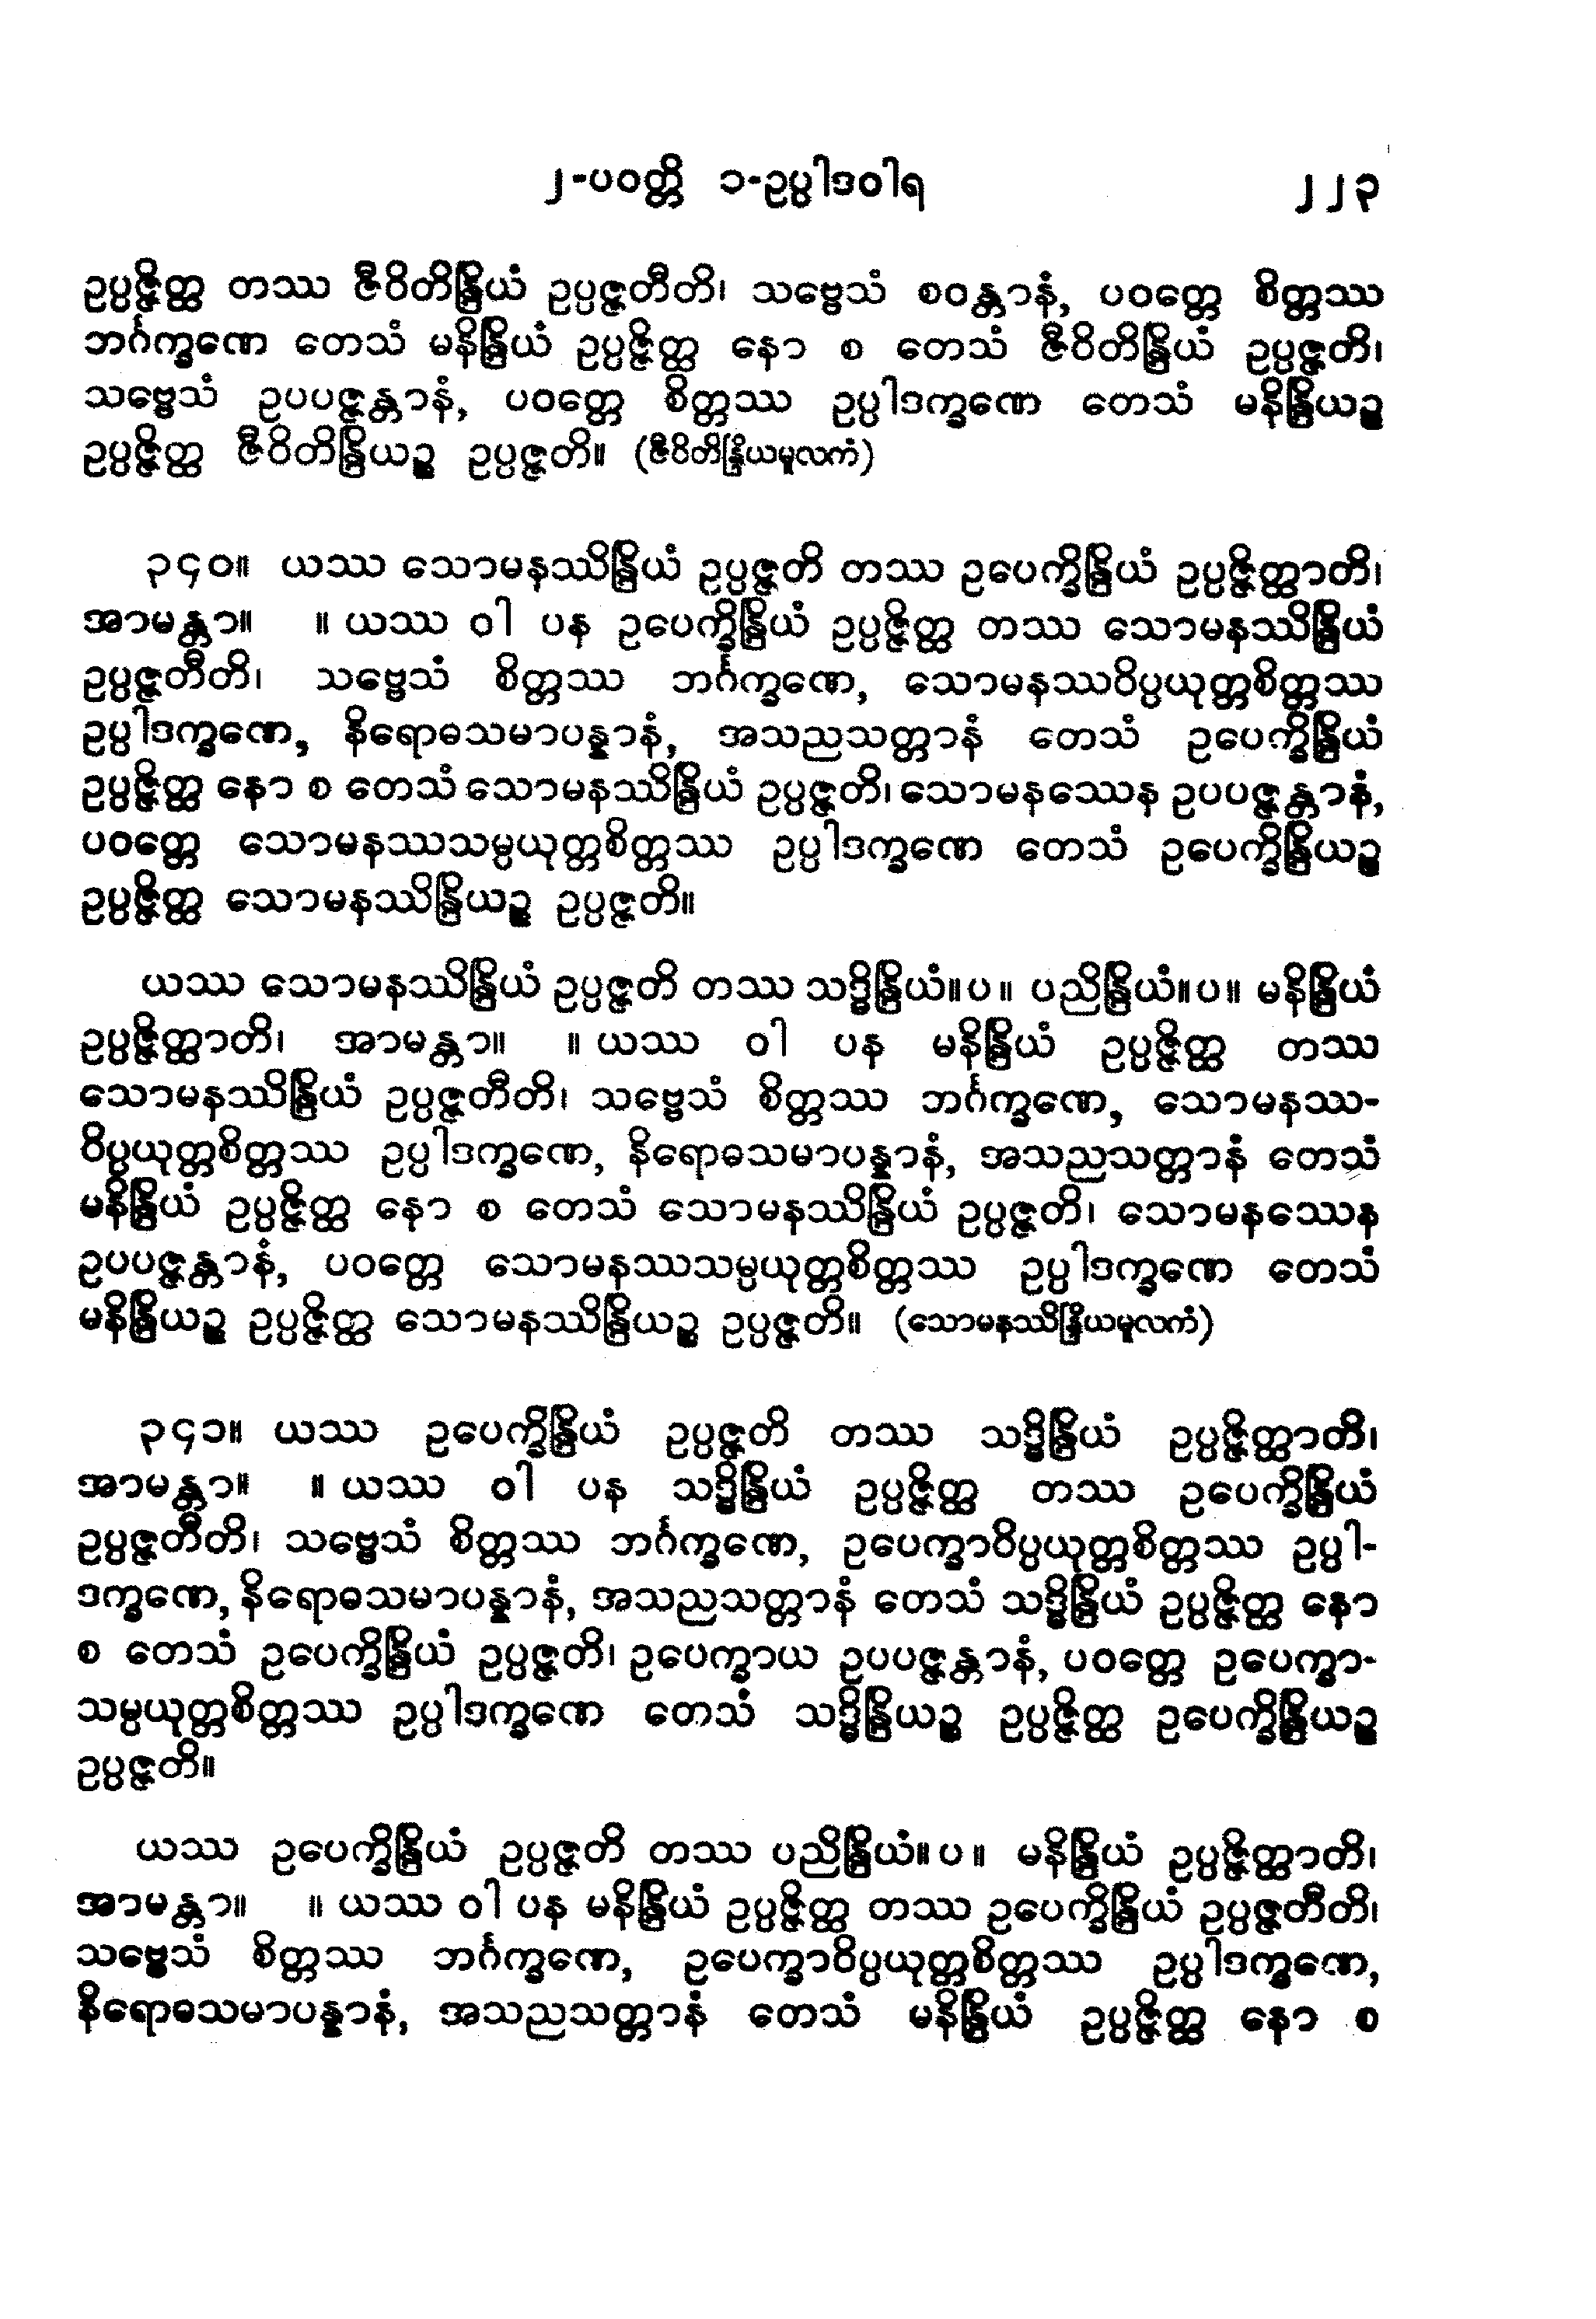 ၂-ပဝတ္တိ ၁-ဥပ္ပါဒဝါရ ၂၂၃
ဥပ္ပဇ္ဇိတ္ထ တဿ ဇီဝိတိန္ဒြိယံ ဥပ္ပဇ္ဇတီတိ၊ သဗ္ဗေသံ စဝန္တာနံ, ပဝတ္တေ စိတ္တဿ
ဘင်္ဂက္ခဏေ တေသံ မနိန္ဒြိယံ ဥပ္ပဇ္ဇိတ္ထ နော စ တေသံ ဇီဝိတိန္ဒြိယံ ဥပ္ပဇ္ဇတိ၊
သဗ္ဗေသံ ဥပပဇ္ဇန္တာနံ, ပဝတ္တေ စိတ္တဿ ဥပ္ပါဒက္ခဏေ တေသံ မနိန္ဒြိယဉ္စ
ဥပ္ပဇ္ဇိတ္ထ ဇီဝိတိန္ဒြိယဉ္စ ဥပ္ပဇ္ဇတိ။ (ဇီဝိတိန္ဒြိယမူလကံ)
၃၄၀။ ယဿ သောမနဿိန္ဒြိယံ ဥပ္ပဇ္ဇတိ တဿ ဥပေက္ခိန္ဒြိယံ ဥပ္ပဇ္ဇိတ္ထာတိ၊
အာမန္တာ။ ။ ယဿ ဝါ ပန ဥပေက္ခိန္ဒြိယံ ဥပ္ပဇ္ဇိတ္ထ တဿ သောမနဿိန္ဒြိယံ
ဥပ္ပဇ္ဇတီတိ၊ သဗ္ဗေသံ စိတ္တဿ ဘင်္ဂက္ခဏေ, သောမနဿဝိပ္ပယုတ္တစိတ္တဿ
ဥပ္ပါဒက္ခဏေ, နိရောဓသမာပန္နာနံ, အသညသတ္တာနံ တေသံ ဥပေက္ခိန္ဒြိယံ
ဥပ္ပဇ္ဇိတ္ထ နော စ တေသံ သောမနဿိန္ဒြိယံ ဥပ္ပဇ္ဇတိ၊ သောမနဿေန ဥပပဇ္ဇန္တာနံ,
ပဝတ္တေ သောမနဿသမ္ပယုတ္တစိတ္တဿ ဥပ္ပါဒက္ခဏေ တေသံ ဥပေက္ခိန္ဒြိယဉ္စ
ဥပ္ပဇ္ဇိတ္ထ သောမနဿိန္ဒြိယဉ္စ ဥပ္ပဇ္ဇတိ။
ယဿ သောမနဿိန္ဒြိယံ ဥပ္ပဇ္ဇတိ တဿ သဒ္ဓိန္ဒြိယံ။ပ။ ပညိန္ဒြိယံ။ပ။ မနိန္ဒြိယံ
ဥပ္ပဇ္ဇိတ္ထာတိ၊ အာမန္တာ။ ။ ယဿ ဝါ ပန မနိန္ဒြိယံ ဥပ္ပဇ္ဇိတ္ထ တဿ
သောမနဿိန္ဒြိယံ ဥပ္ပဇ္ဇတီတိ၊ သဗ္ဗေသံ စိတ္တဿ ဘင်္ဂက္ခဏေ, သောမနဿ-
ဝိပ္ပယုတ္တစိတ္တဿ ဥပ္ပါဒက္ခဏေ, နိရောဓသမာပန္နာနံ, အသညသတ္တာနံ တေသံ
မနိန္ဒြိယံ ဥပ္ပဇ္ဇိတ္ထ နော စ တေသံ သောမနဿိန္ဒြိယံ ဥပ္ပဇ္ဇတိ၊ သောမနဿေန
ဥပပဇ္ဇန္တာနံ, ပဝတ္တေ သောမနဿသမ္ပယုတ္တစိတ္တဿ ဥပ္ပါဒက္ခဏေ တေသံ
မနိန္ဒြိယဉ္စ ဥပ္ပဇ္ဇိတ္ထ သောမနဿိန္ဒြိယဉ္စ ဥပ္ပဇ္ဇတိ။ (သောမနဿိန္ဒြိယမူလကံ)
၃၄၁။ ယဿ ဥပေက္ခိန္ဒြိယံ ဥပ္ပဇ္ဇတိ တဿ သဒ္ဓိန္ဒြိယံ ဥပ္ပဇ္ဇိတ္ထာတိ၊
အာမန္တာ။ ။ ယဿ ဝါ ပန သဒ္ဓိန္ဒြိယံ ဥပ္ပဇ္ဇိတ္ထ တဿ ဥပေက္ခိန္ဒြိယံ
ဥပ္ပဇ္ဇတီတိ၊ သဗ္ဗေသံ စိတ္တဿ ဘင်္ဂက္ခဏေ, ဥပေက္ခာဝိပ္ပယုတ္တစိတ္တဿ ဥပ္ပါ-
ဒက္ခဏေ, နိရောဓသမာပန္နာနံ, အသညသတ္တာနံ တေသံ သဒ္ဓိန္ဒြိယံ ဥပ္ပဇ္ဇိတ္ထ နော
စ တေသံ ဥပေက္ခိန္ဒြိယံ ဥပ္ပဇ္ဇတိ၊ ဥပေက္ခာယ ဥပပဇ္ဇန္တာနံ, ပဝတ္တေ ဥပေက္ခာ-
သမ္ပယုတ္တစိတ္တဿ ဥပ္ပါဒက္ခဏေ တေသံ သဒ္ဓိန္ဒြိယဉ္စ ဥပ္ပဇ္ဇိတ္ထ ဥပေက္ခိန္ဒြိယဉ္စ
ဥပ္ပဇ္ဇတိ။
ယဿ ဥပေက္ခိန္ဒြိယံ ဥပ္ပဇ္ဇတိ တဿ ပညိန္ဒြိယံ။ပ။ မနိန္ဒြိယံ ဥပ္ပဇ္ဇိတ္ထာတိ၊
အာမန္တာ။ ။ ယဿ ဝါ ပန မနိန္ဒြိယံ ဥပ္ပဇ္ဇိတ္ထ တဿ ဥပေက္ခိန္ဒြိယံ ဥပ္ပဇ္ဇတီတိ၊
သဗ္ဗေသံ စိတ္တဿ ဘင်္ဂက္ခဏေ, ဥပေက္ခာဝိပ္ပယုတ္တစိတ္တဿ ဥပ္ပါဒက္ခဏေ,
နိရောဓသမာပန္နာနံ, အသညသတ္တာနံ တေသံ မနိန္ဒြိယံ ဥပ္ပဇ္ဇိတ္ထ နော စ